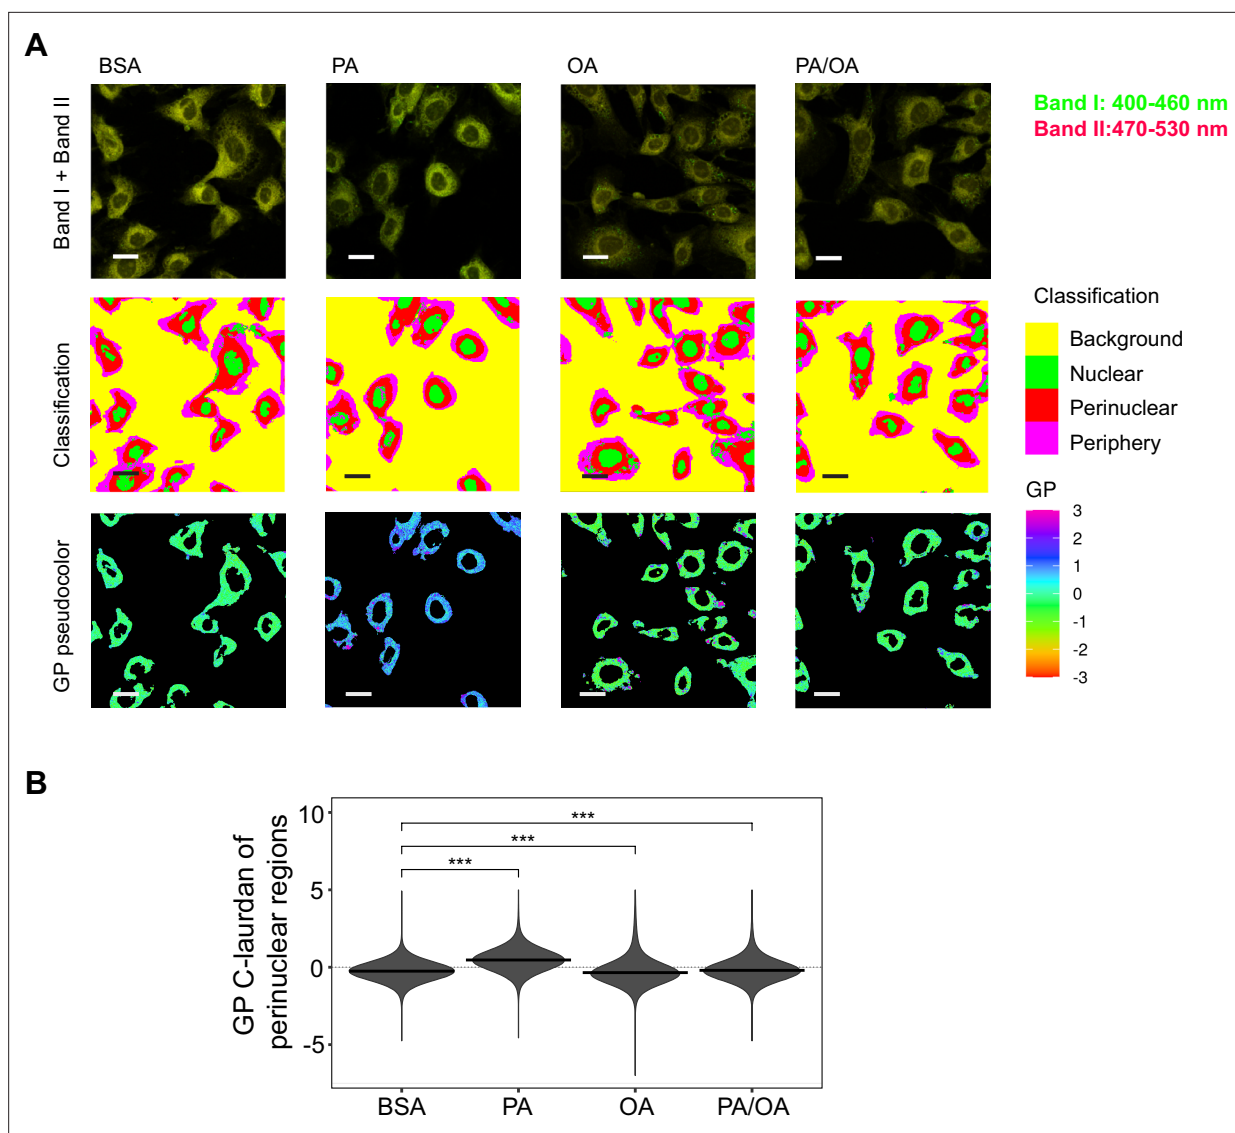 A
BSA PA OA PA/OA
Band I + Band II
Band I: 400-460 nm
Band II:470-530 nm
Classification
Classification
Background
Nuclear
Perinuclear
Periphery
GP pseudocolor
GP
3
2
1
0
-1
-2
-3
B
GP C-laurdan of
perinuclear regions
10
5
0
-5
***
***
***
BSA PA OA PA/OA